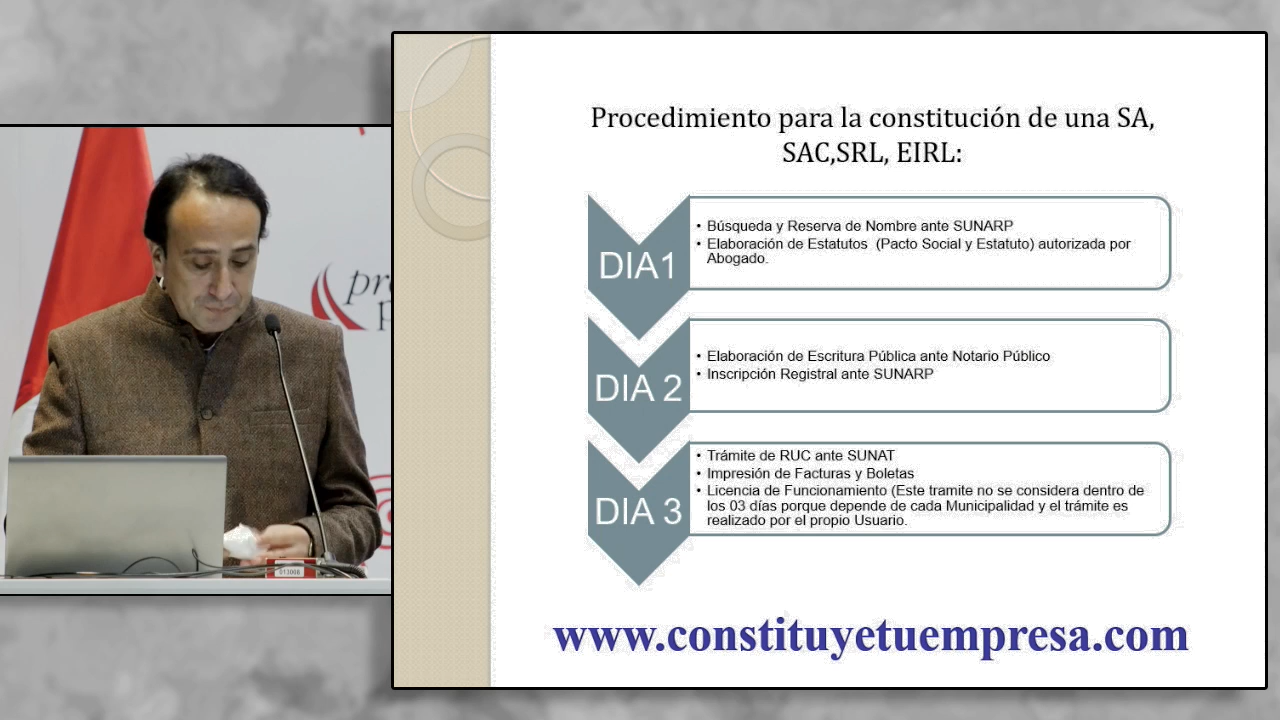 Procedimiento para la constitución de una SA,
SAC,SRL, EIRL:
DIA1
• Búsqueda y Reserva de Nombre ante SUNARP
• Elaboración de Estatutos (Pacto Social y Estatuto) autorizada por
Abogado.
DIA 2
• Elaboración de Escritura Pública ante Notario Público
• Inscripción Registral ante SUNARP
DIA 3
• Trámite de RUC ante SUNAT
• Impresión de Facturas y Boletas
• Licencia de Funcionamiento (Este tramite no se considera dentro de
los 03 días porque depende de cada Municipalidad y el trámite es
realizado por el propio Usuario.
www.constituyetuempresa.com